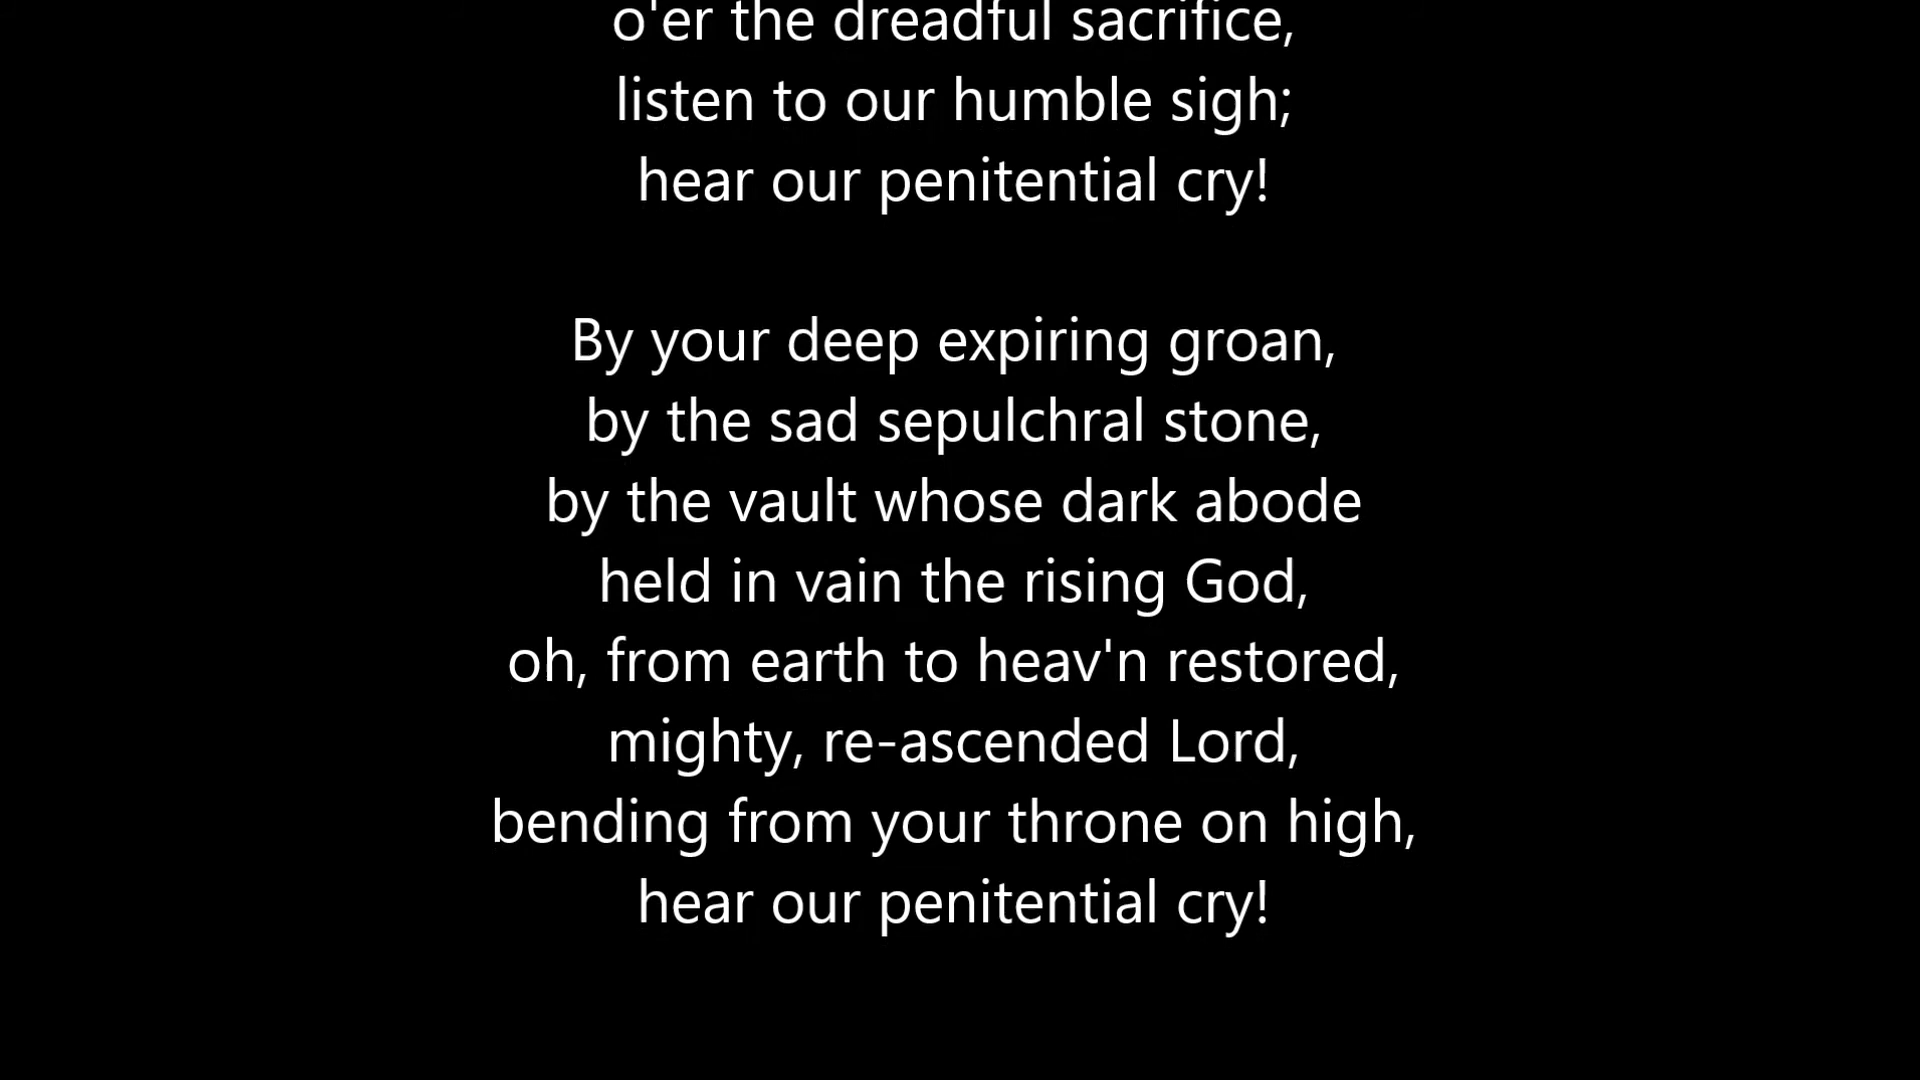 o'er the dreadful sacrifice,
listen to our humble sigh;
hear our penitential cry!
By your deep expiring groan,
by the sad sepulchral stone,
by the vault whose dark abode
held in vain the rising God,
oh, from earth to heav'n restored,
mighty, re-ascended Lord,
bending from your throne on high,
hear our penitential cry!